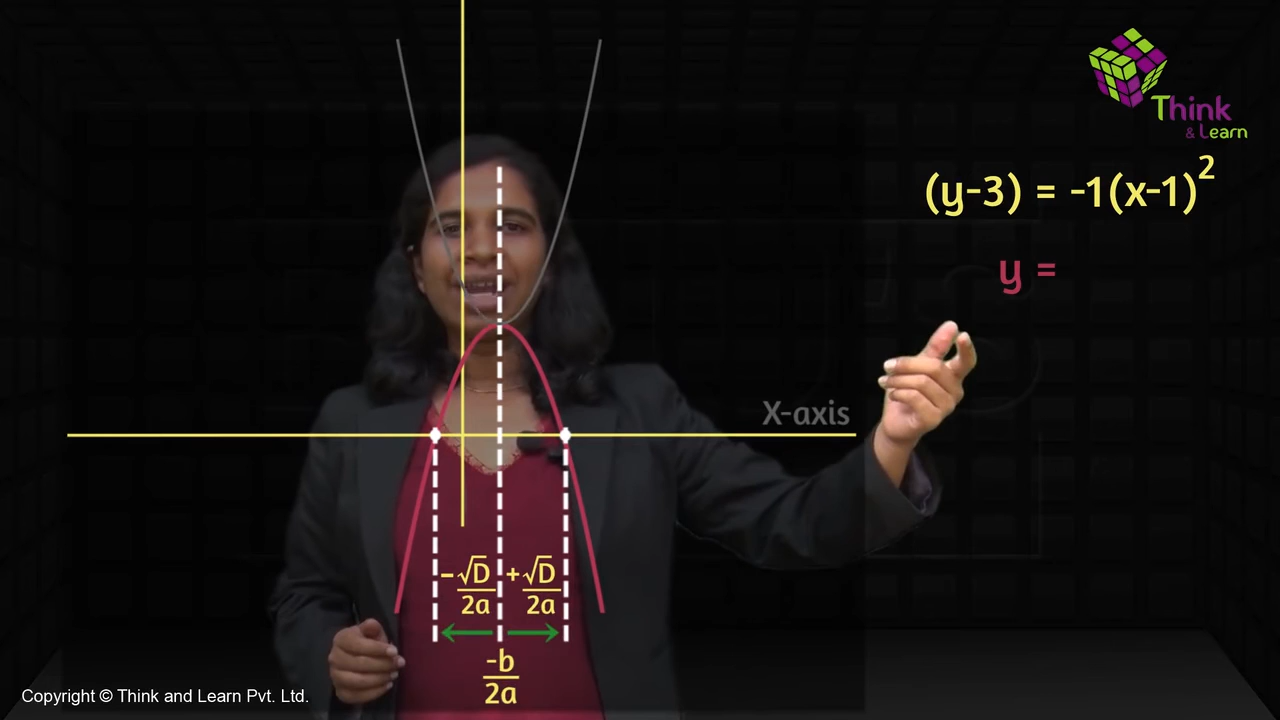 Think
& Learn
(y-3) = -1(x-1)²
y =
X-axis
-√D/2a +√D/2a
-b/2a
Copyright © Think and Learn Pvt. Ltd.